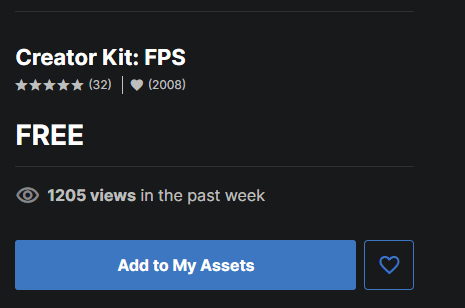 Creator Kit: FPS
(32) (2008)
FREE
1205 views in the past week
Add to My Assets